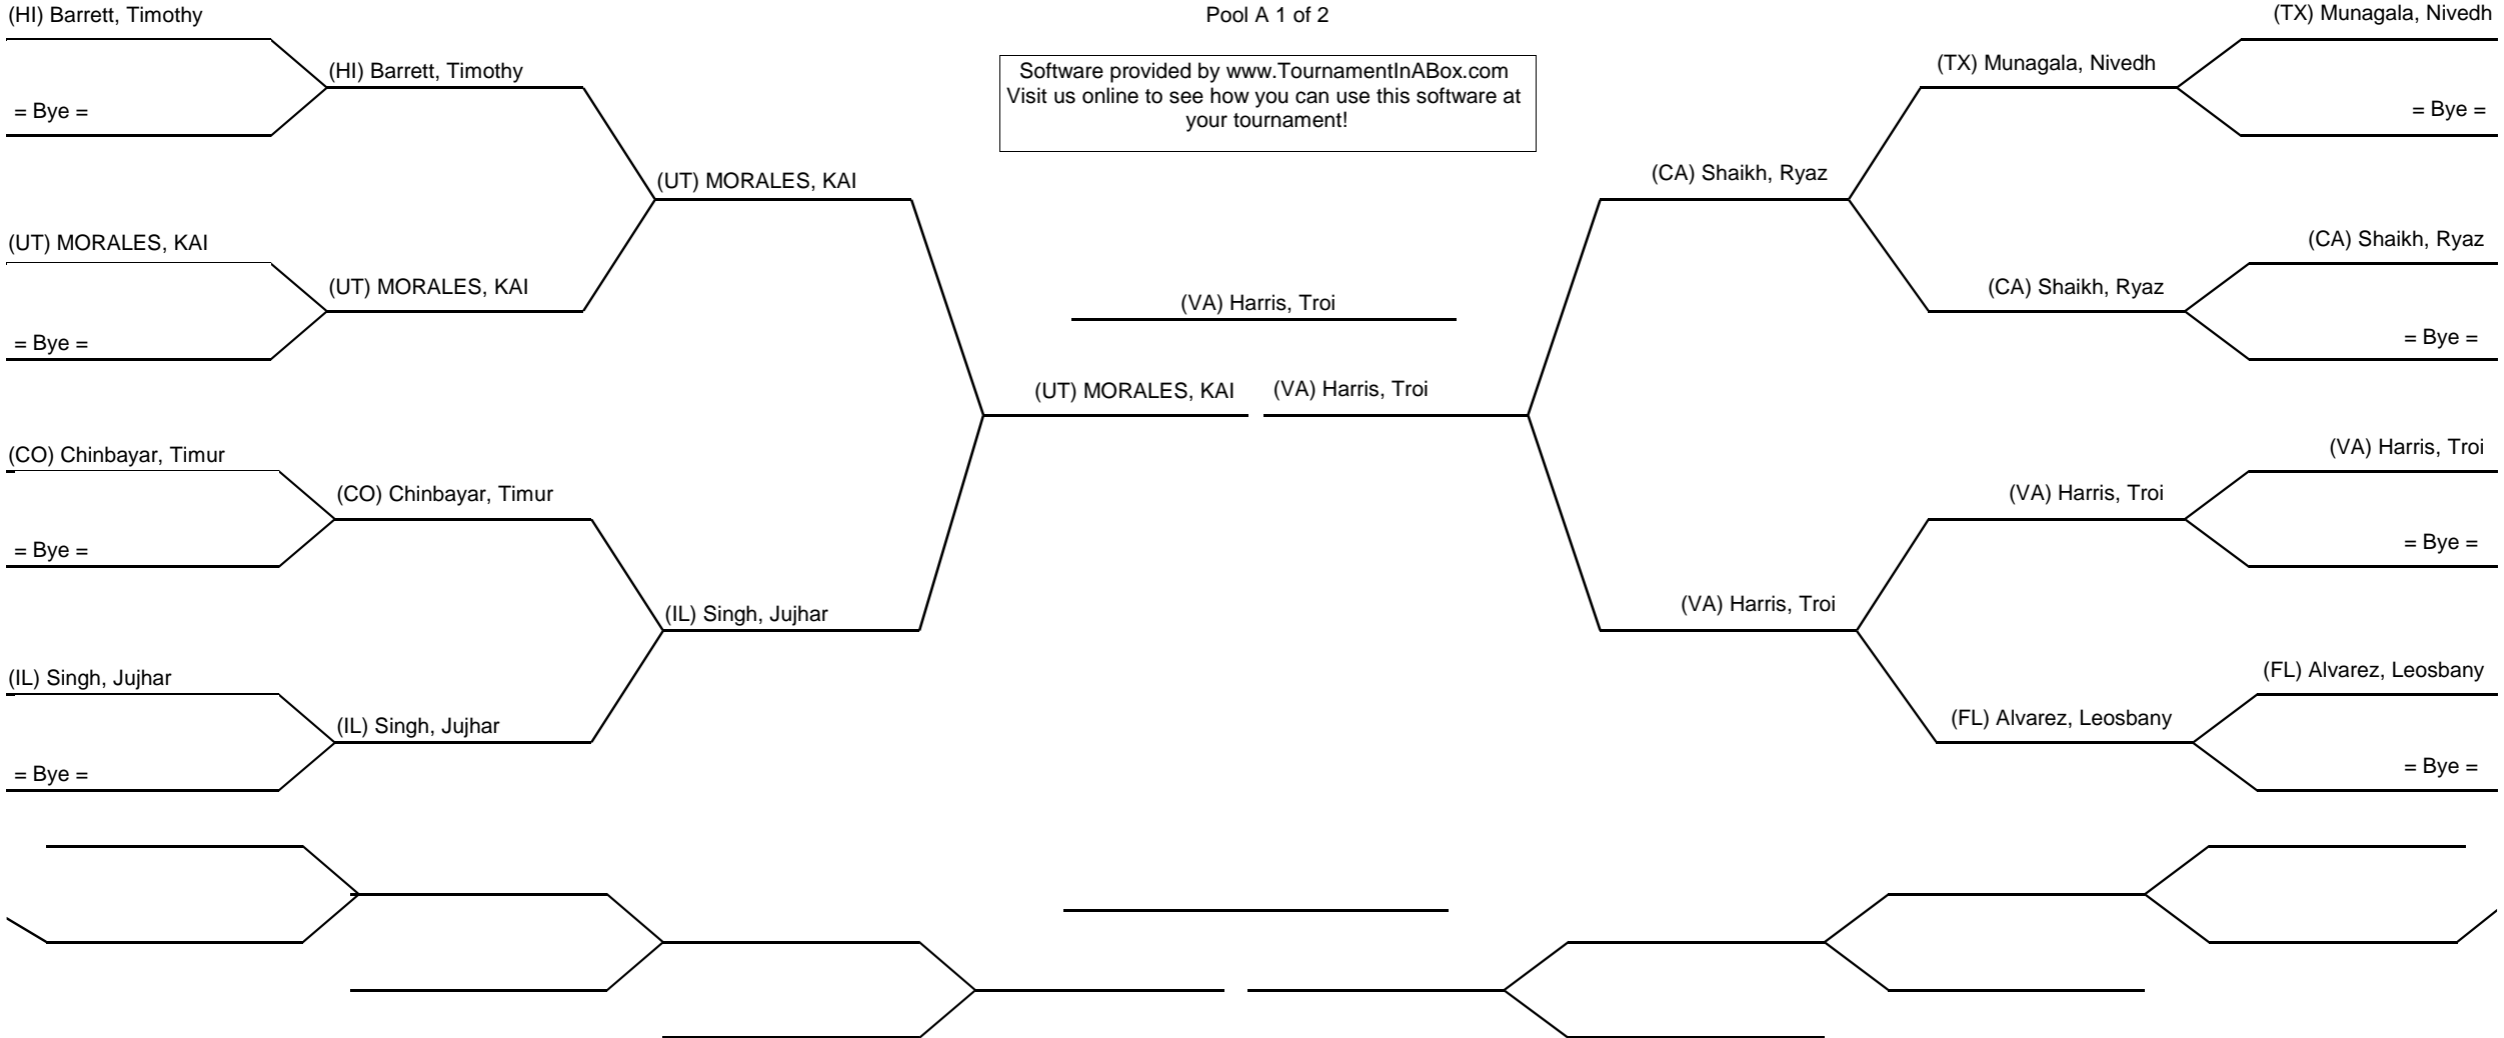 (HI) Barrett, Timothy
Pool A 1 of 2
(TX) Munagala, Nivedh
(HI) Barrett, Timothy
Software provided by www.TournamentInABox.com
Visit us online to see how you can use this software at
your tournament!
(TX) Munagala, Nivedh
= Bye =
= Bye =
(UT) MORALES, KAI
(CA) Shaikh, Ryaz
(UT) MORALES, KAI
(CA) Shaikh, Ryaz
(UT) MORALES, KAI
(VA) Harris, Troi
(CA) Shaikh, Ryaz
= Bye =
= Bye =
(UT) MORALES, KAI
(VA) Harris, Troi
(CO) Chinbayar, Timur
(VA) Harris, Troi
(CO) Chinbayar, Timur
(VA) Harris, Troi
= Bye =
= Bye =
(IL) Singh, Jujhar
(VA) Harris, Troi
(IL) Singh, Jujhar
(FL) Alvarez, Leosbany
(IL) Singh, Jujhar
(FL) Alvarez, Leosbany
= Bye =
= Bye =